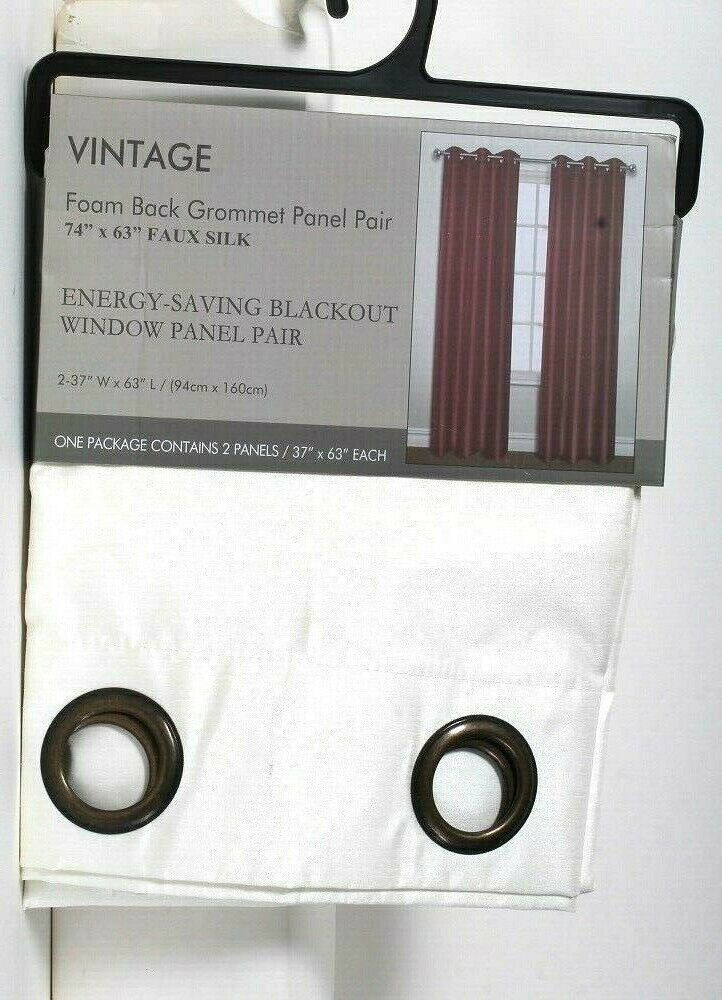 VINTAGE
Foam Back Grommet Panel Pair
74” x 63” FAUX SILK
ENERGY-SAVING BLACKOUT
WINDOW PANEL PAIR
2-37” W x 63” L / (94cm x 160cm)
ONE PACKAGE CONTAINS 2 PANELS / 37” x 63” EACH